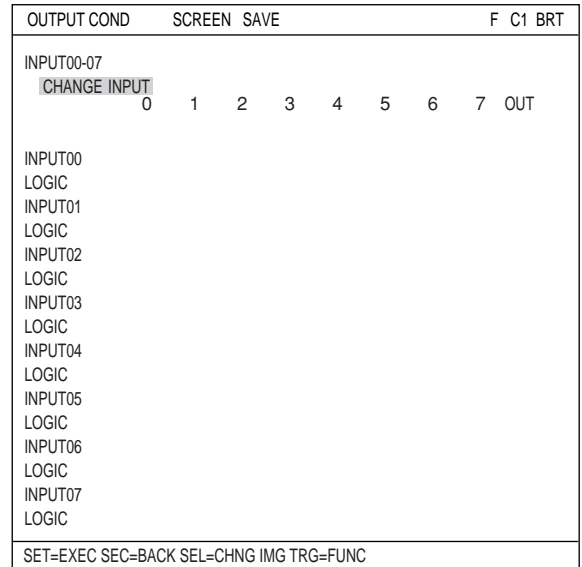 OUTPUT COND SCREEN SAVE F C1 BRT
INPUT00-07
CHANGE INPUT
0 1 2 3 4 5 6 7 OUT
INPUT00
LOGIC
INPUT01
LOGIC
INPUT02
LOGIC
INPUT03
LOGIC
INPUT04
LOGIC
INPUT05
LOGIC
INPUT06
LOGIC
INPUT07
LOGIC
SET=EXEC SEC=BACK SEL=CHNG IMG TRG=FUNC